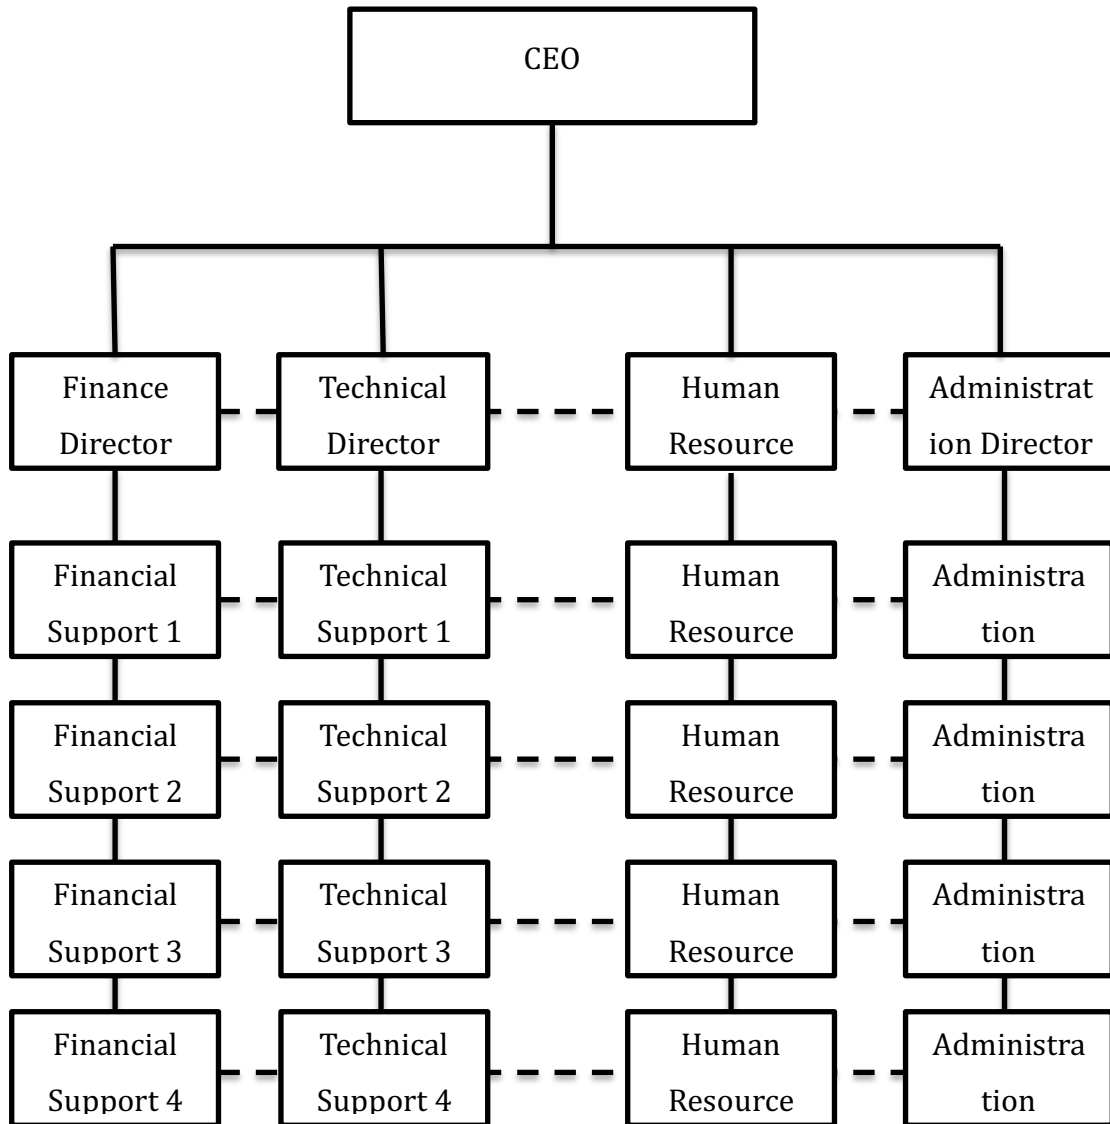 CEO
Finance
Director
Technical
Director
Human
Resource
Administrat
ion Director
Financial
Support 1
Technical
Support 1
Human
Resource
Administra
tion
Financial
Support 2
Technical
Support 2
Human
Resource
Administra
tion
Financial
Support 3
Technical
Support 3
Human
Resource
Administra
tion
Financial
Support 4
Technical
Support 4
Human
Resource
Administra
tion